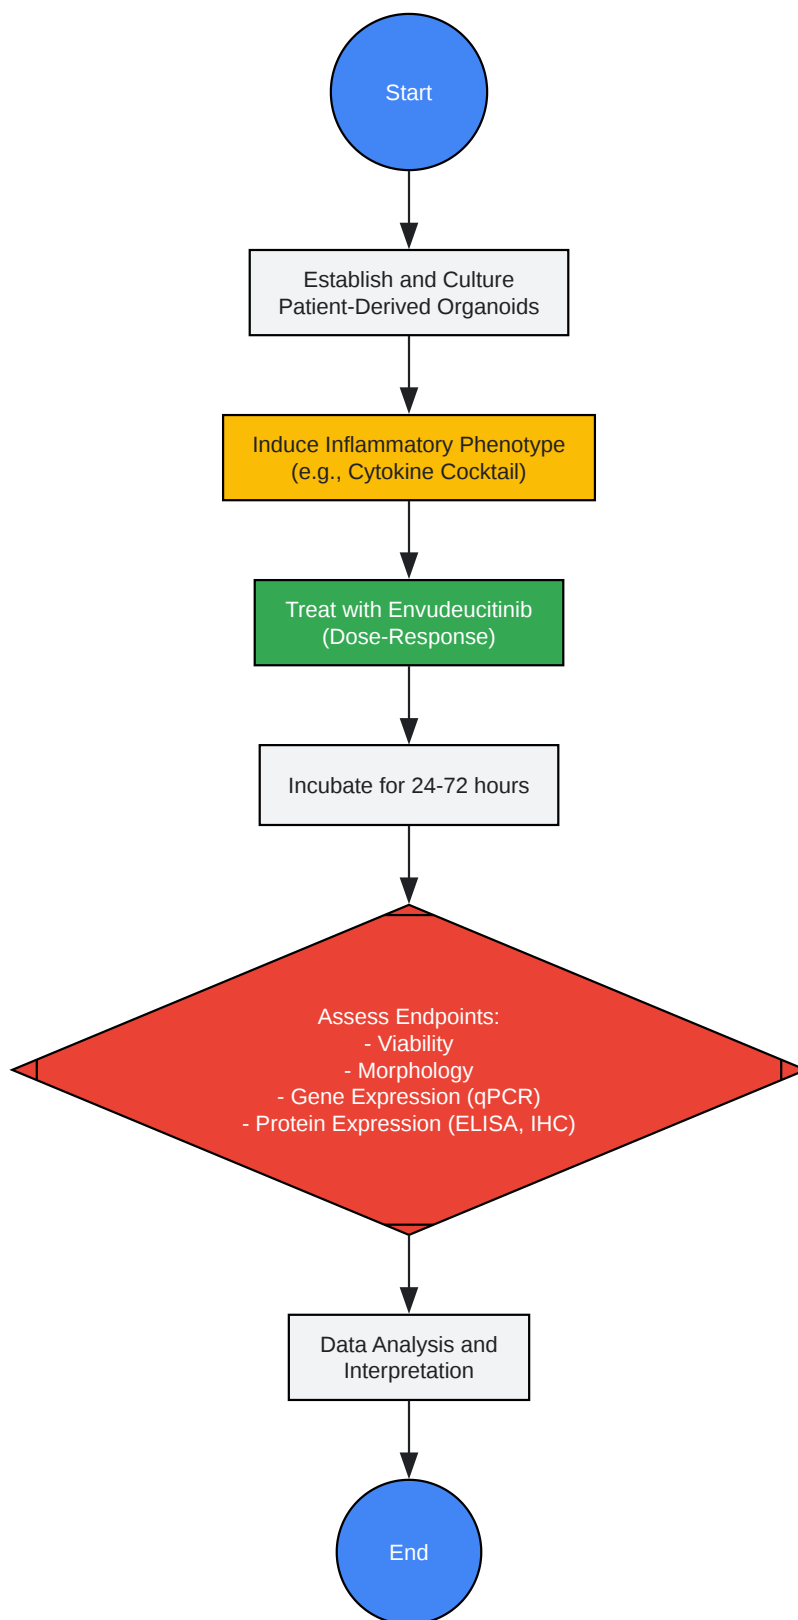 Start
Establish and Culture
Patient-Derived Organoids
Induce Inflammatory Phenotype
(e.g., Cytokine Cocktail)
Treat with Envudeucitinib
(Dose-Response)
Incubate for 24-72 hours
Assess Endpoints:
- Viability
- Morphology
- Gene Expression (qPCR)
- Protein Expression (ELISA, IHC)
Data Analysis and
Interpretation
End